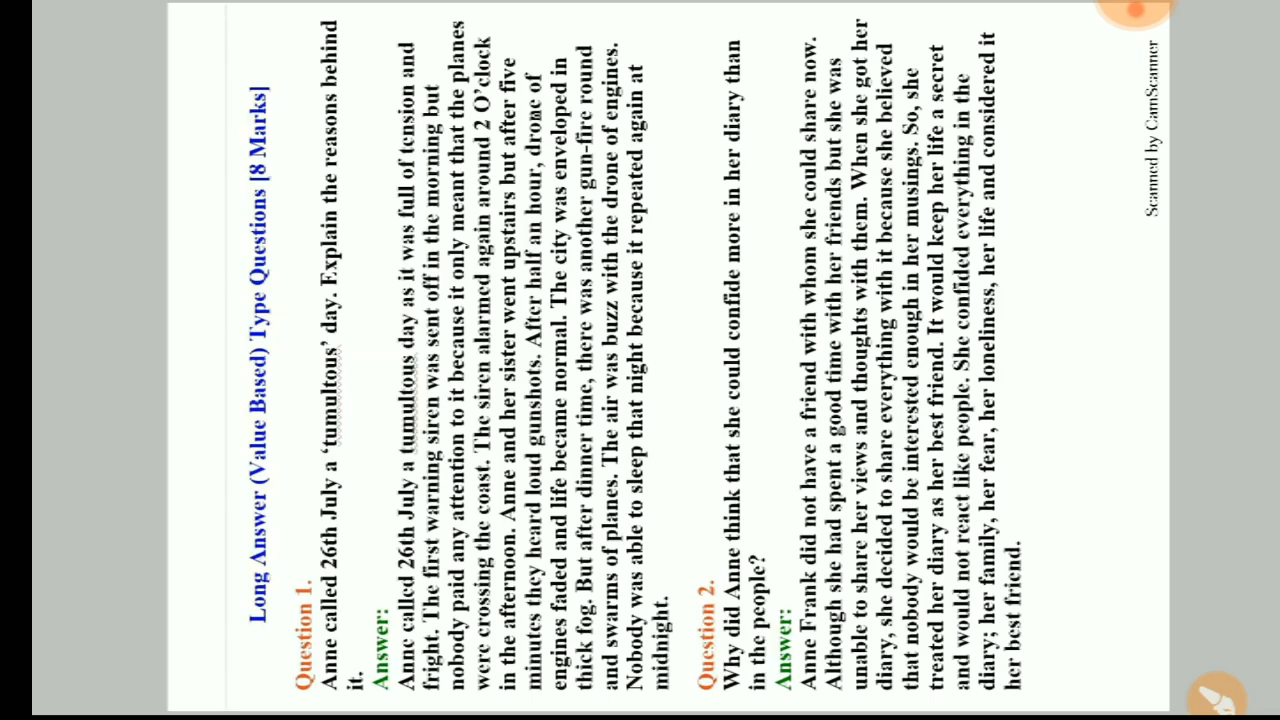 Long Answer (Value Based) Type Questions [8 Marks]
Question 1.
Anne called 26th July a ‘tumultous’ day. Explain the reasons behind
it.
Answer:
Anne called 26th July a tumultous day as it was full of tension and
fright. The first warning siren was sent off in the morning but
nobody paid any attention to it because it only meant that the planes
were crossing the coast. The siren alarmed again around 2 O’clock
in the afternoon. Anne and her sister went upstairs but after five
minutes they heard loud gunshots. After half an hour, drome of
engines faded and life became normal. The city was enveloped in
thick fog. But after dinner time, there was another gun-fire round
and swarms of planes. The air was buzz with the drone of engines.
Nobody was able to sleep that night because it repeated again at
midnight.
Question 2.
Why did Anne think that she could confide more in her diary than
in the people?
Answer:
Anne Frank did not have a friend with whom she could share now.
Although she had spent a good time with her friends but she was
unable to share her views and thoughts with them. When she got her
diary, she decided to share everything with it because she believed
that nobody would be interested enough in her musings. So, she
treated her diary as her best friend. It would keep her life a secret
and would not react like people. She confided everything in the
diary; her family, her fear, her loneliness, her life and considered it
her best friend.
Scanned by CamScanner